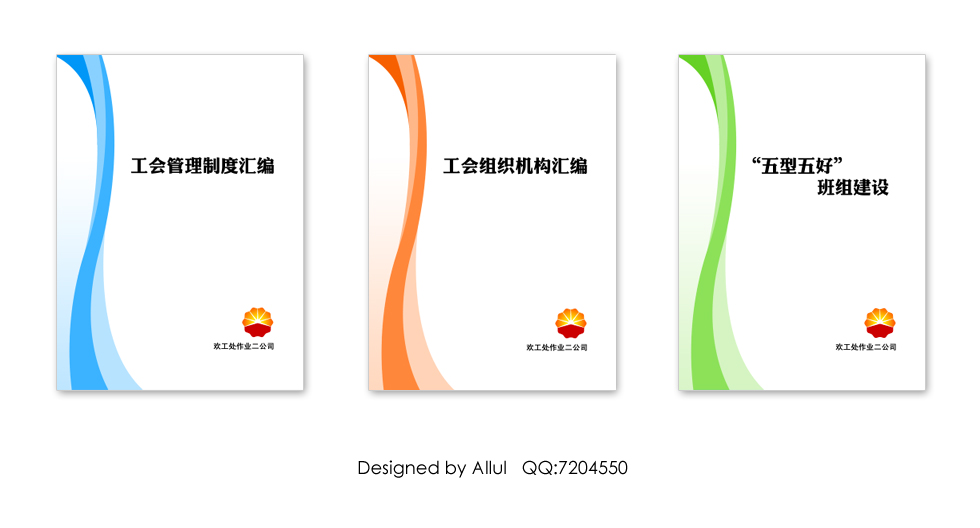 工会管理制度汇编
欢工处作业二公司
工会组织机构汇编
欢工处作业二公司
“五型五好”
班组建设
欢工处作业二公司
Designed by Allul QQ:7204550